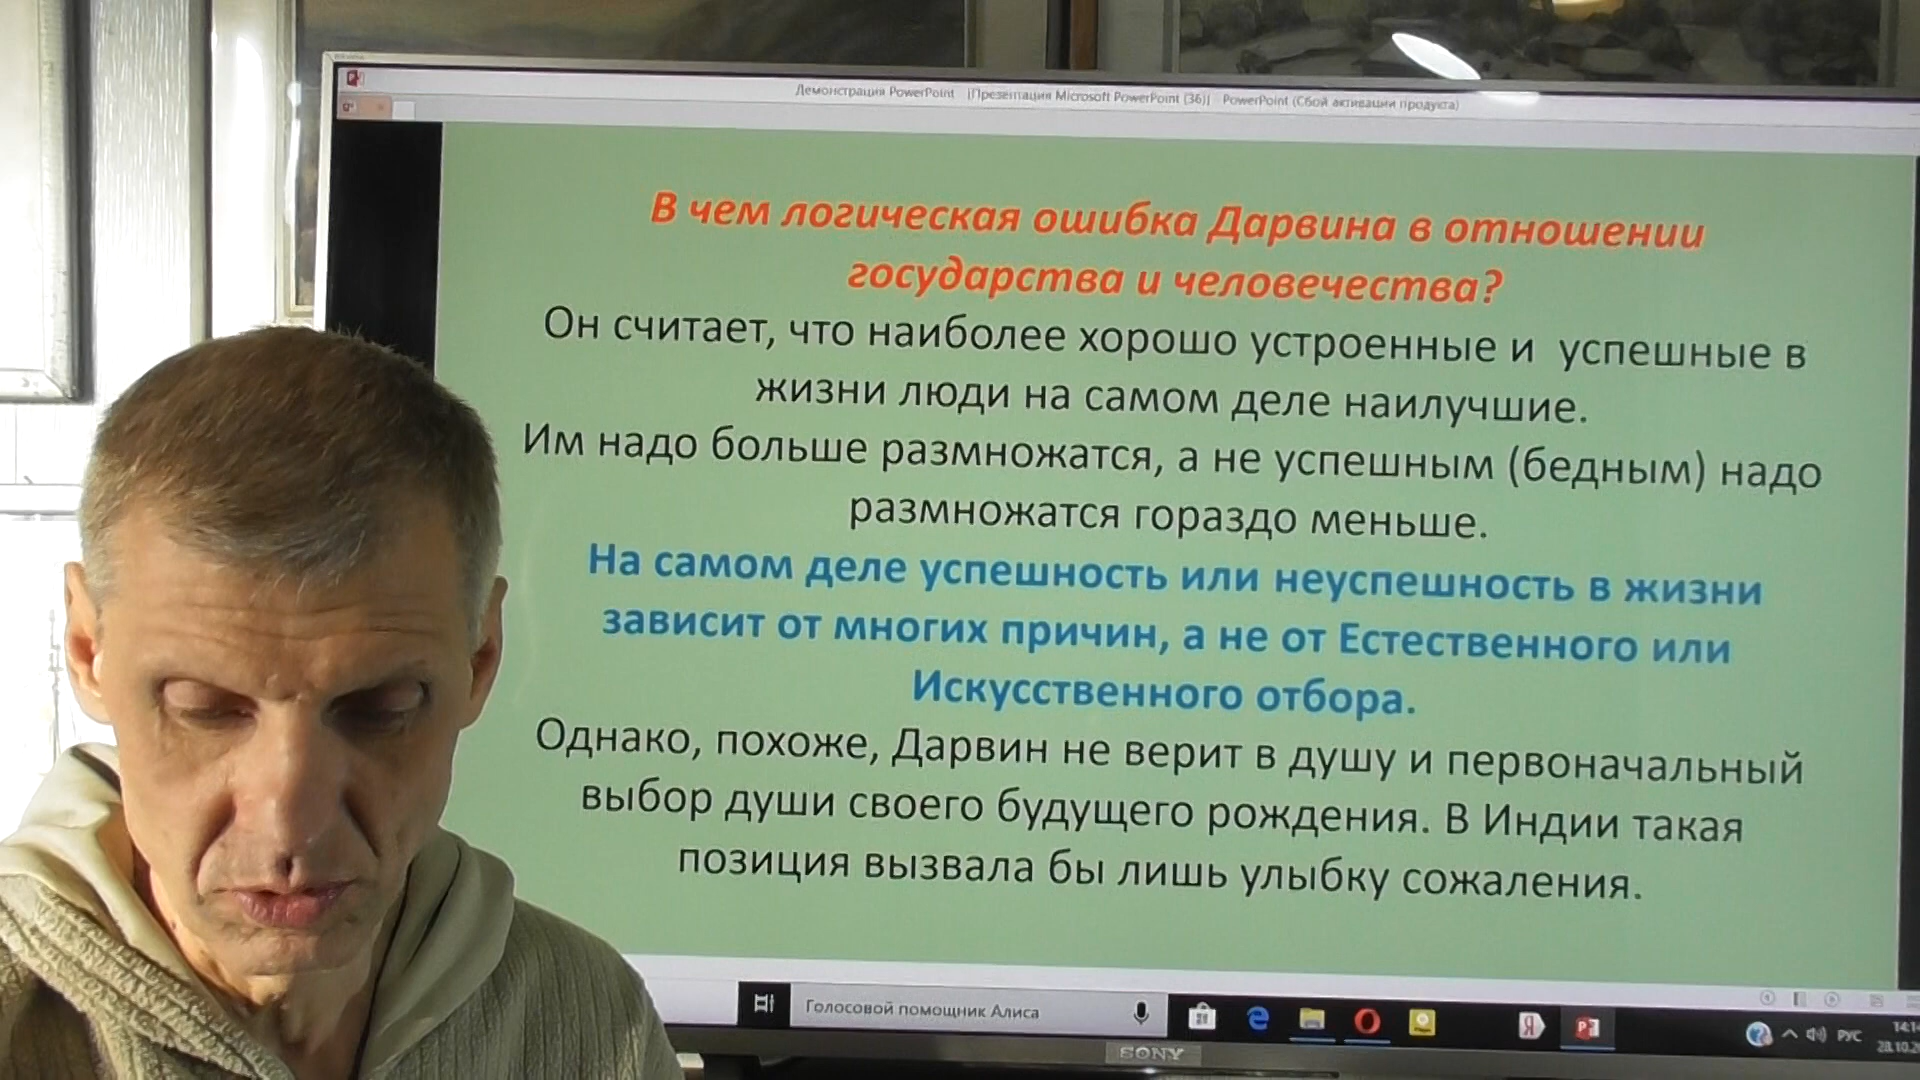 Демонстрация PowerPoint [Презентация Microsoft PowerPoint (36)] PowerPoint (Сбой активации продукта)
В чем логическая ошибка Дарвина в отношении
государства и человечества?
Он считает, что наиболее хорошо устроенные и успешные в
жизни люди на самом деле наилучшие.
Им надо больше размножатся, а не успешным (бедным) надо
размножатся гораздо меньше.
На самом деле успешность или неуспешность в жизни
зависит от многих причин, а не от Естественного или
Искусственного отбора.
Однако, похоже, Дарвин не верит в душу и первоначальный
выбор души своего будущего рождения. В Индии такая
позиция вызвала бы лишь улыбку сожаления.
Голосовой помощник Алиса
РУС
SONY